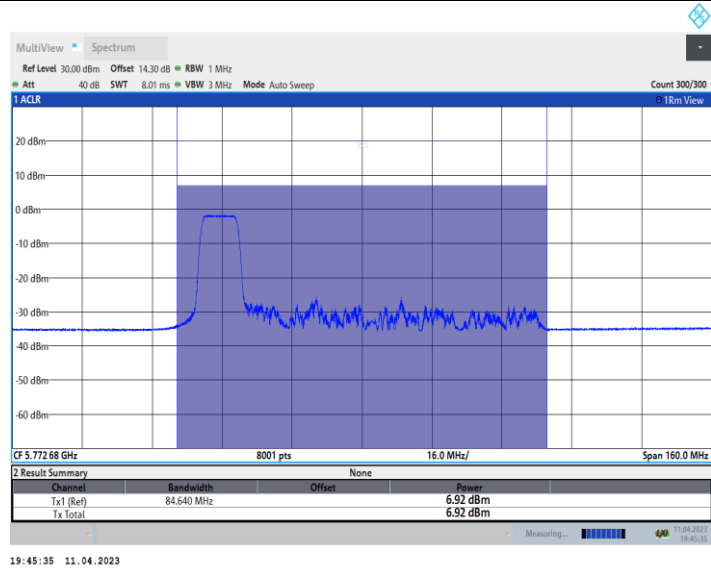 MultiView Spectrum
Ref Level 30.00 dBm Offset 14.30 dB RBW 1 MHz
Att 40 dB SWT 8.01 ms VBW 3 MHz Mode Auto Sweep Count 300/300
1 ACLR 1Rm View
20 dBm
10 dBm
0 dBm
-10 dBm
-20 dBm
-30 dBm
-40 dBm
-50 dBm
-60 dBm
CF 5.772 68 GHz 8001 pts 16.0 MHz/ Span 160.0 MHz
2 Result Summary None
Channel Bandwidth Offset Power
Tx1 (Ref) 84.640 MHz 6.92 dBm
Tx Total 6.92 dBm
Measuring... 11.04.2023
19:45:35
19:45:35 11.04.2023